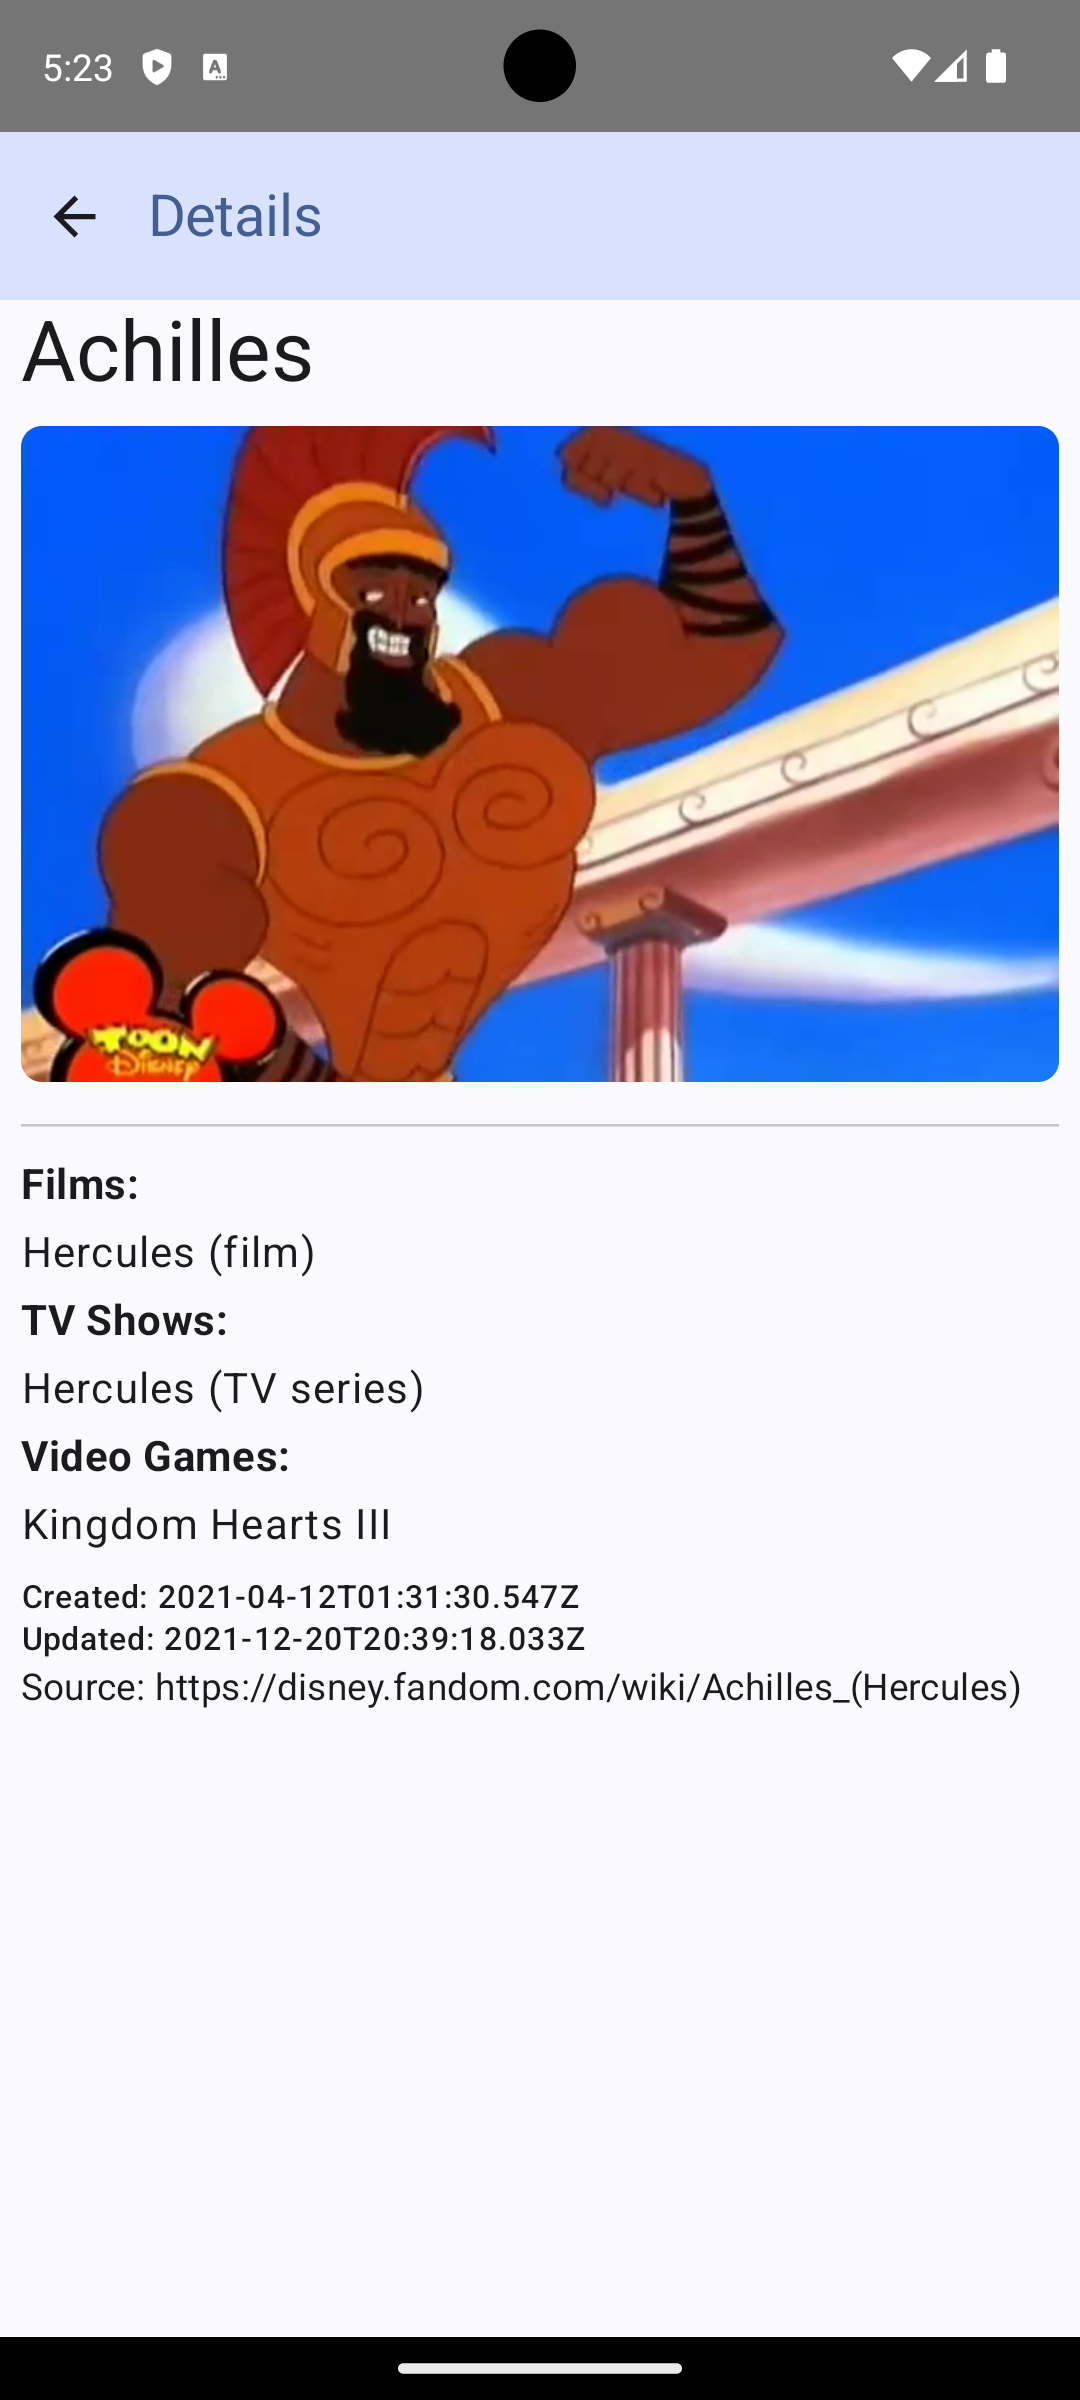 5:23
Details
Achilles
TOON
Disney
Films:
Hercules (film)
TV Shows:
Hercules (TV series)
Video Games:
Kingdom Hearts III
Created: 2021-04-12T01:31:30.547Z
Updated: 2021-12-20T20:39:18.033Z
Source: https://disney.fandom.com/wiki/Achilles_(Hercules)